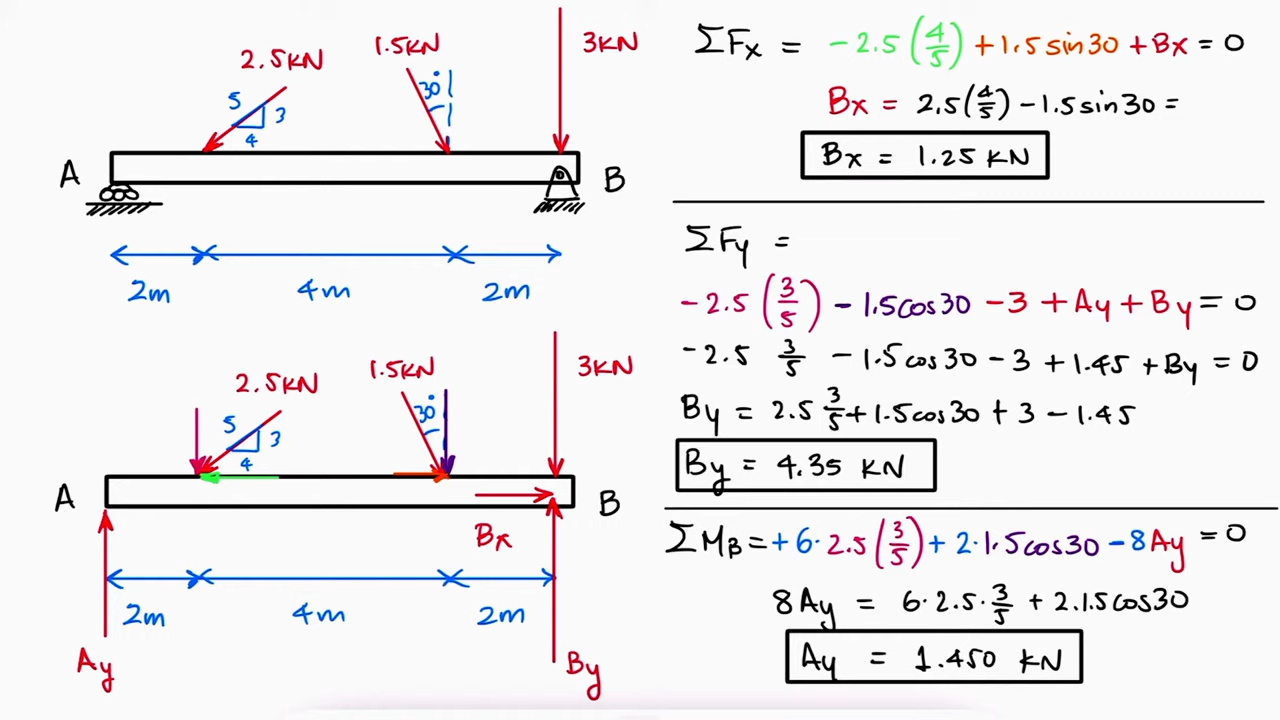 2.5KN
1.5KN
3KN
5
3
4
30°
A
B
2m
4m
2m
2.5KN
1.5KN
3KN
5
3
4
30°
A
B
Bx
2m
4m
2m
Ay
By
ΣFx = -2.5(4/5) +1.5sin30 + Bx = 0
Bx = 2.5(4/5) -1.5sin30 =
Bx = 1.25 KN
ΣFy =
-2.5(3/5) - 1.5cos30 -3 + Ay + By = 0
-2.5 3/5 - 1.5cos30 - 3 + 1.45 + By = 0
By = 2.5 3/5 + 1.5cos30 + 3 - 1.45
By = 4.35 KN
ΣMB = +6·2.5(3/5) + 2·1.5cos30 -8Ay = 0
8Ay = 6·2.5·3/5 + 2.1.5cos30
Ay = 1.450 KN